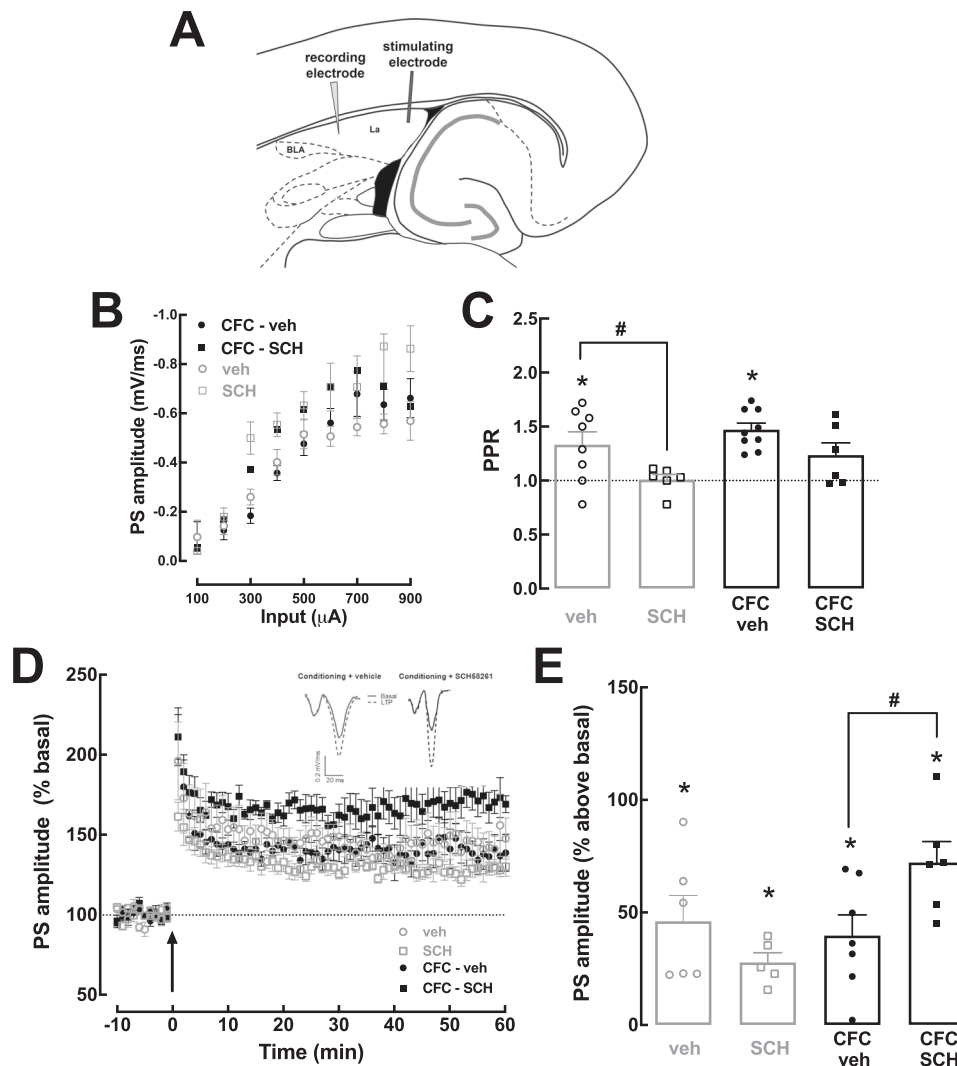 A
recording
electrode
stimulating
electrode
La
BLA
B
PS amplitude (mV/ms)
-1.0
-0.8
-0.6
-0.4
-0.2
0.0
CFC - veh
CFC - SCH
veh
SCH
100
300
500
700
900
Input (μA)
C
PPR
2.5
2.0
1.5
1.0
0.5
0.0
#
*
*
veh
SCH
CFC
veh
CFC
SCH
D
PS amplitude (% basal)
250
200
150
100
50
Conditioning + vehicle
Conditioning + SCH58261
Basal
LTP
0.2 mV/ms
20 ms
veh
SCH
CFC - veh
CFC - SCH
-10
0
10
20
30
40
50
60
Time (min)
E
PS amplitude (% above basal)
150
100
50
0
#
*
*
*
*
veh
SCH
CFC
veh
CFC
SCH